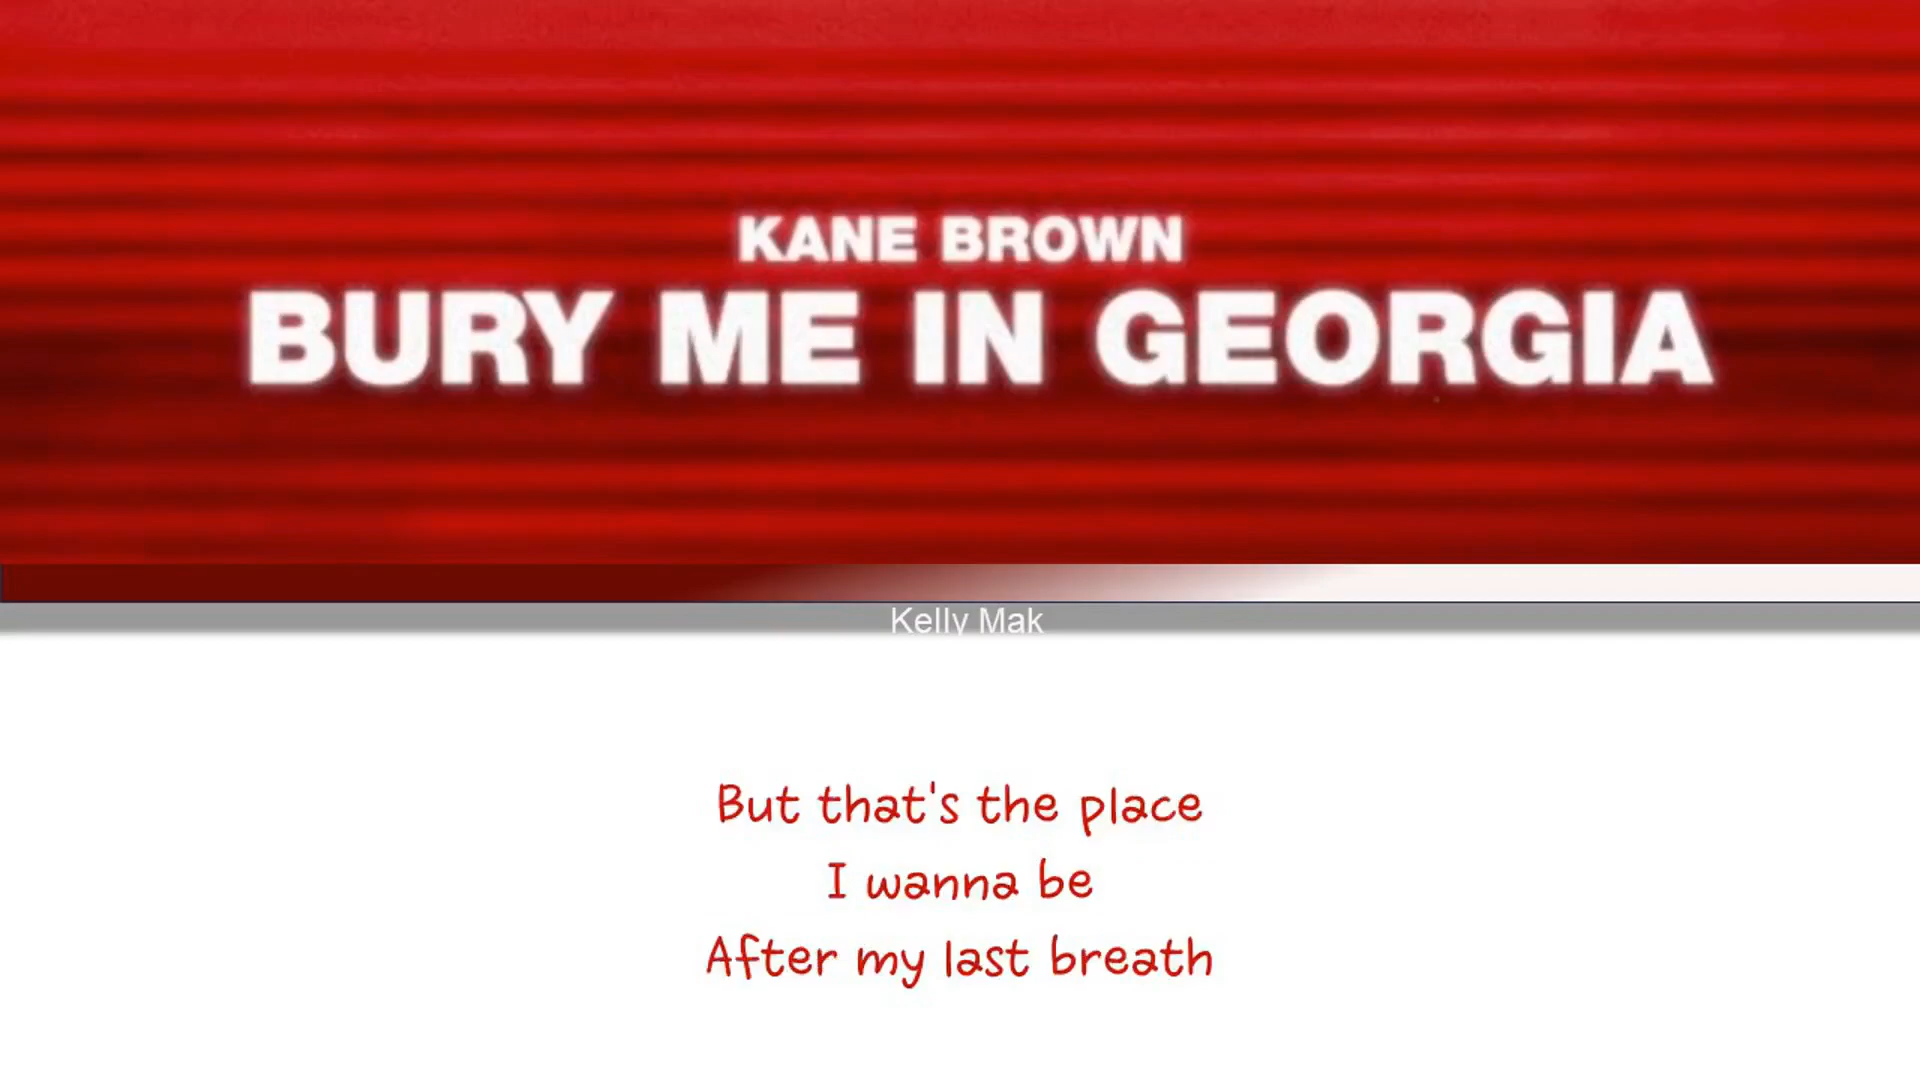 KANE BROWN
BURY ME IN GEORGIA
Kelly Mak
But that's the place
I wanna be
After my last breath